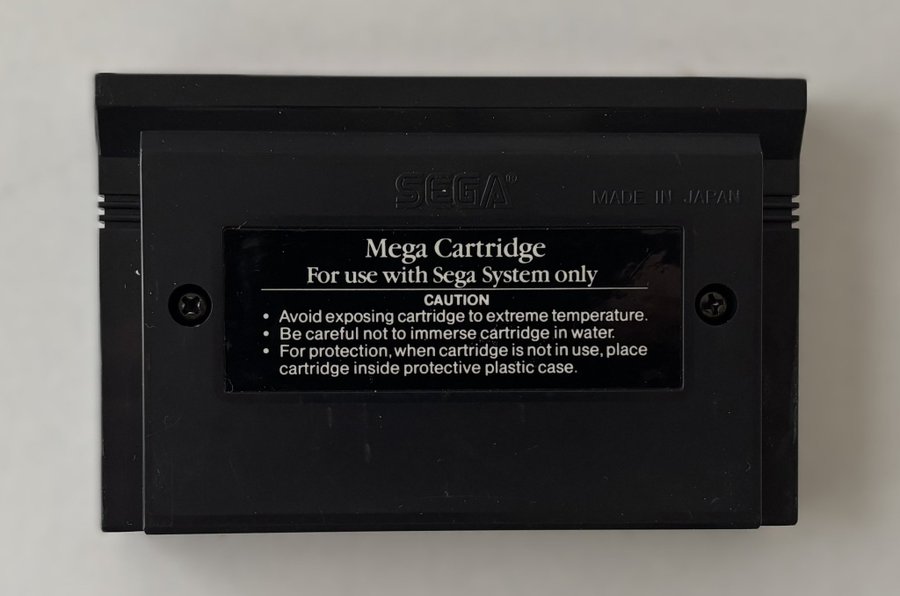 SEGA®
MADE IN JAPAN
Mega Cartridge
For use with Sega System only
CAUTION
• Avoid exposing cartridge to extreme temperature.
• Be careful not to immerse cartridge in water.
• For protection, when cartridge is not in use, place
cartridge inside protective plastic case.